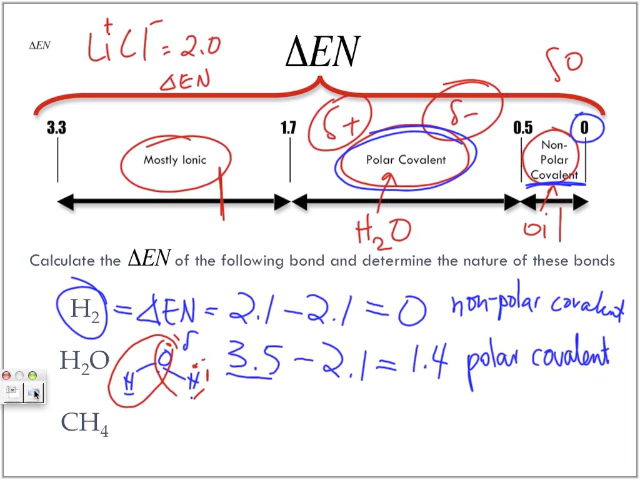 ΔEN
Li⁺Cl⁻ = 2.0
ΔEN
ΔEN
δ0
3.3
1.7
δ+
δ-
0.5
0
Mostly Ionic
Polar Covalent
Non-
Polar
Covalent
H₂O
oil
Calculate the ΔEN of the following bond and determine the nature of these bonds
H₂ = ΔEN = 2.1 - 2.1 = 0 non-polar covalent
H₂O
H O H δ
3.5 - 2.1 = 1.4 polar covalent
CH₄